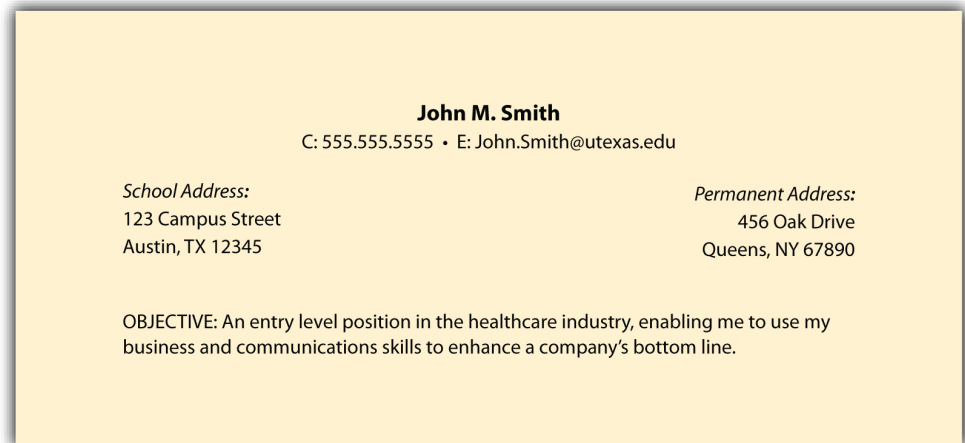 John M. Smith
C: 555.555.5555 • E: John.Smith@utexas.edu
School Address:
123 Campus Street
Austin, TX 12345
Permanent Address:
456 Oak Drive
Queens, NY 67890
OBJECTIVE: An entry level position in the healthcare industry, enabling me to use my
business and communications skills to enhance a company’s bottom line.